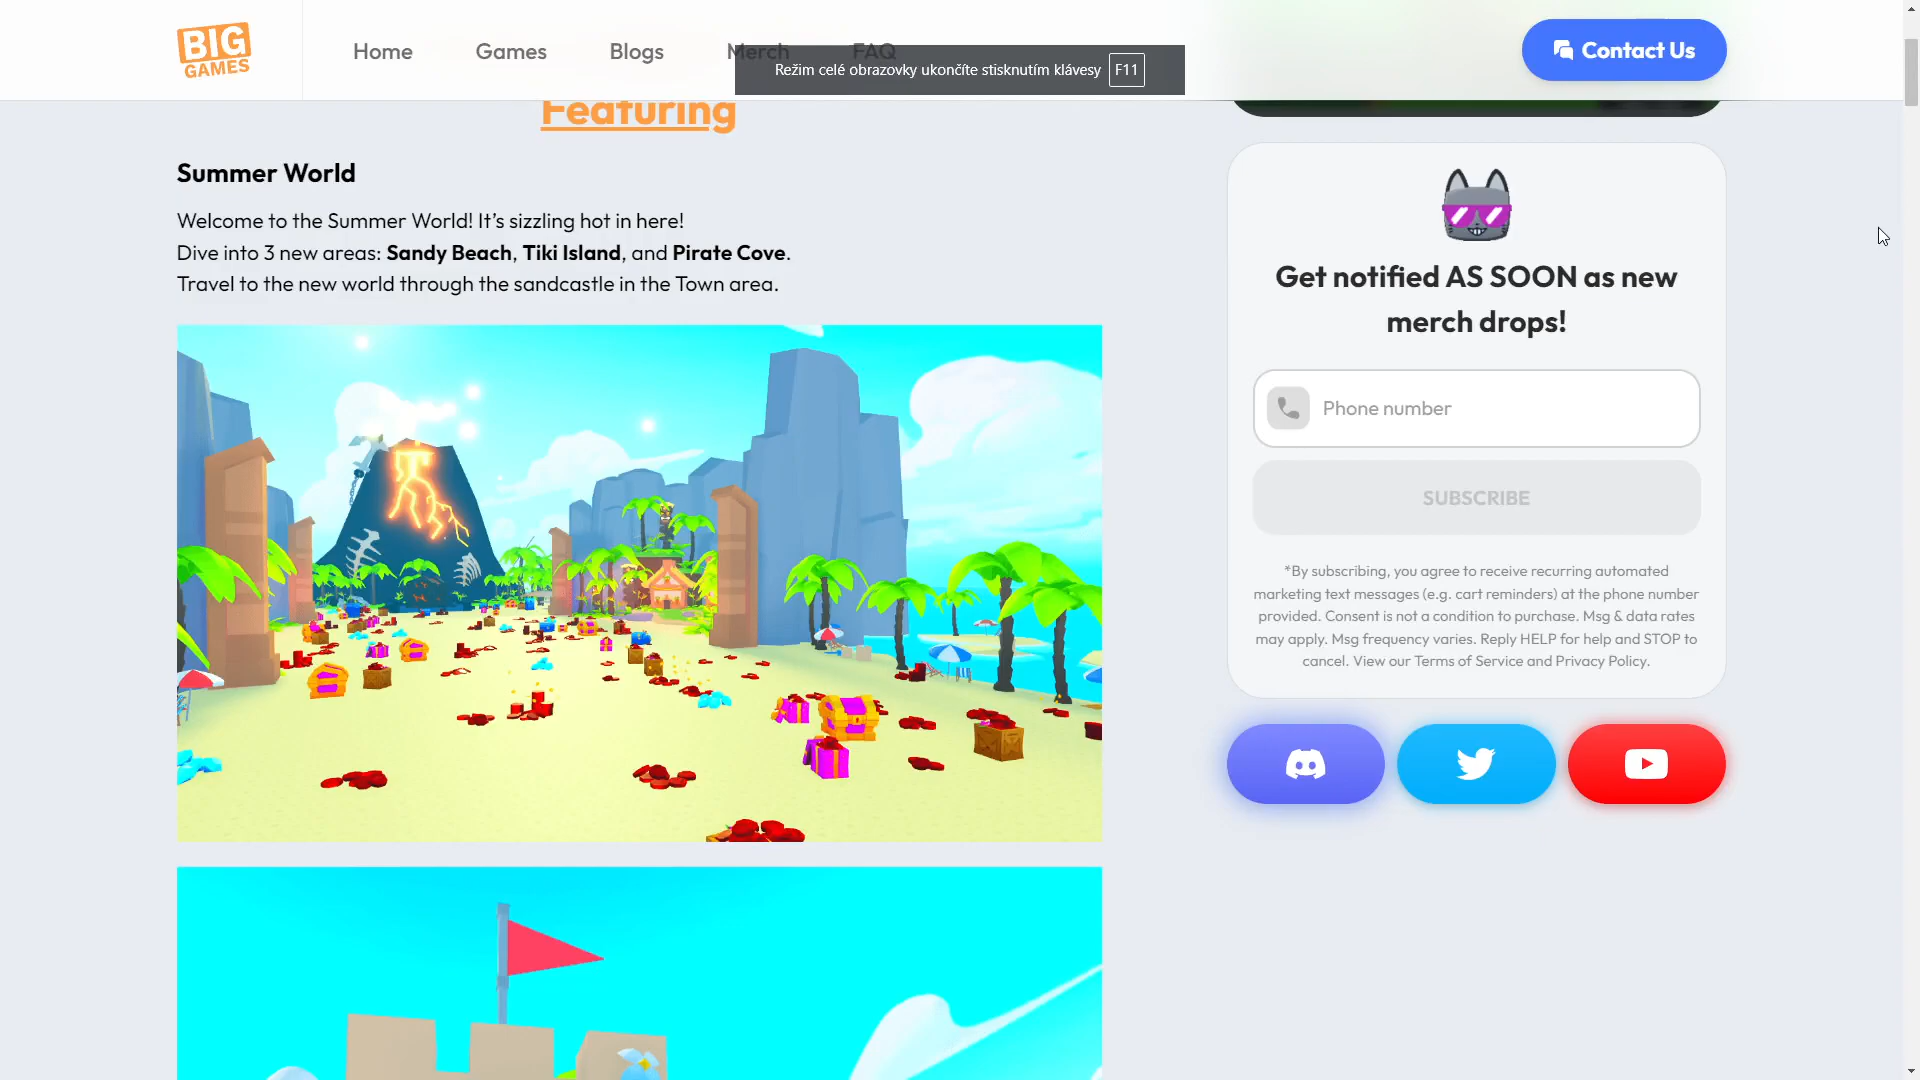 BIG
GAMES
Home
Games
Blogs
Merch
FAQ
Režim celé obrazovky ukončíte stisknutím klávesy F11
Contact Us
Featuring
Summer World
Welcome to the Summer World! It’s sizzling hot in here!
Dive into 3 new areas: Sandy Beach, Tiki Island, and Pirate Cove.
Travel to the new world through the sandcastle in the Town area.
Get notified AS SOON as new
merch drops!
Phone number
SUBSCRIBE
*By subscribing, you agree to receive recurring automated
marketing text messages (e.g. cart reminders) at the phone number
provided. Consent is not a condition to purchase. Msg & data rates
may apply. Msg frequency varies. Reply HELP for help and STOP to
cancel. View our Terms of Service and Privacy Policy.